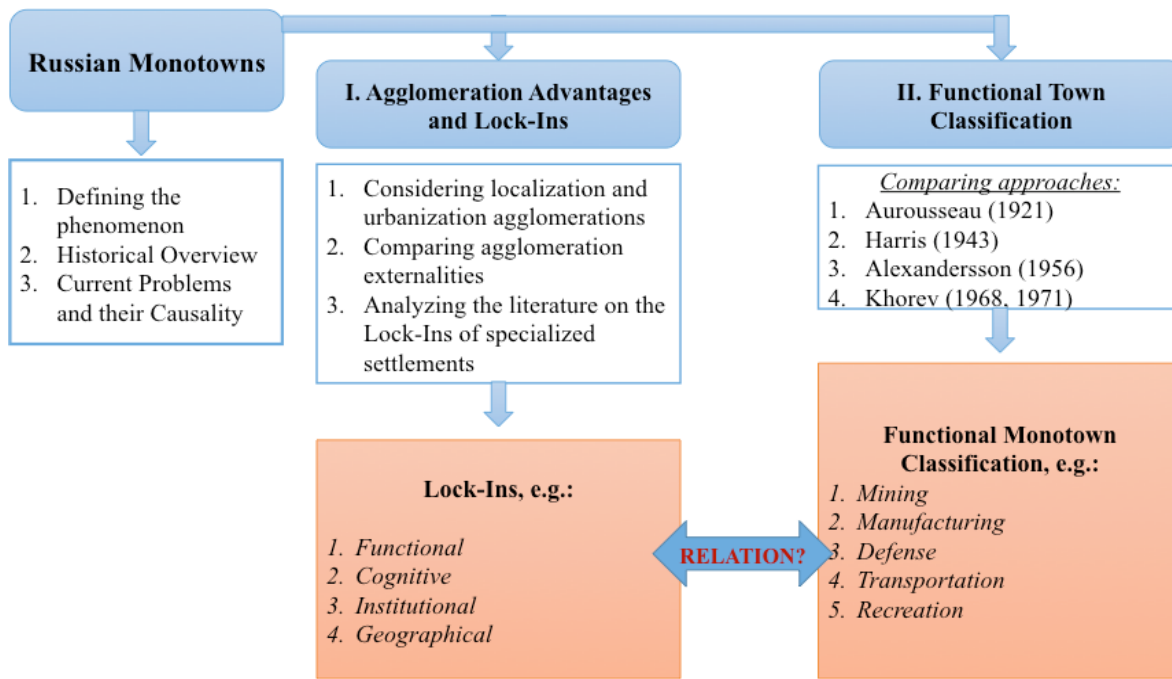 Russian Monotowns
1. Defining the
phenomenon
2. Historical Overview
3. Current Problems
and their Causality
I. Agglomeration Advantages
and Lock-Ins
1. Considering localization and
urbanization agglomerations
2. Comparing agglomeration
externalities
3. Analyzing the literature on the
Lock-Ins of specialized
settlements
Lock-Ins, e.g.:
1. Functional
2. Cognitive
3. Institutional
4. Geographical
RELATION?
II. Functional Town
Classification
Comparing approaches:
1. Aurousseau (1921)
2. Harris (1943)
3. Alexandersson (1956)
4. Khorev (1968, 1971)
Functional Monotown
Classification, e.g.:
1. Mining
2. Manufacturing
3. Defense
4. Transportation
5. Recreation